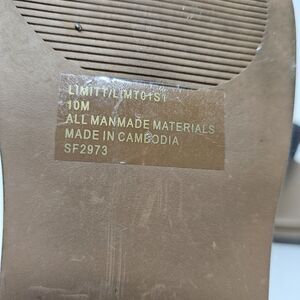 LIMITT/LIMT01S1
10M
ALL MANMADE MATERIALS
MADE IN CAMBODIA
SF2973